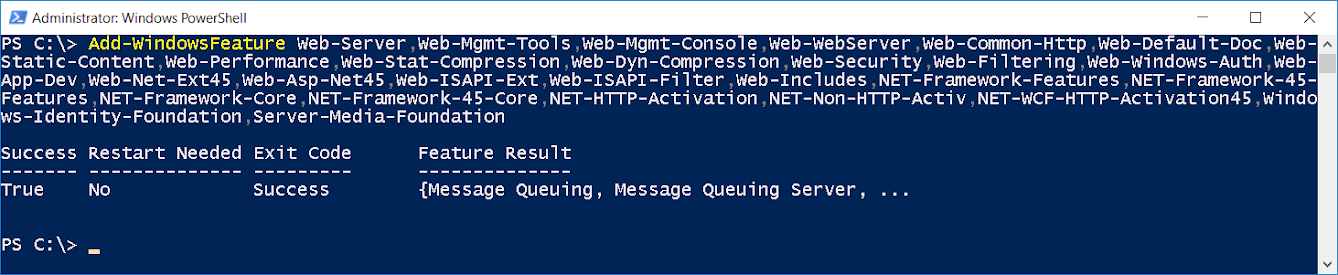 Administrator: Windows PowerShell
PS C:\> Add-WindowsFeature Web-Server,Web-Mgmt-Tools,Web-Mgmt-Console,Web-WebServer,Web-Common-Http,Web-Default-Doc,Web-
Static-Content,Web-Performance,Web-Stat-Compression,Web-Dyn-Compression,Web-Security,Web-Filtering,Web-Windows-Auth,Web-
App-Dev,Web-Net-Ext45,Web-Asp-Net45,Web-ISAPI-Ext,Web-ISAPI-Filter,Web-Includes,NET-Framework-Features,NET-Framework-45-
Features,NET-Framework-Core,NET-Framework-45-Core,NET-HTTP-Activation,NET-Non-HTTP-Activ,NET-WCF-HTTP-Activation45,Windo
ws-Identity-Foundation,Server-Media-Foundation
Success Restart Needed Exit Code      Feature Result
------- -------------- ---------      --------------
True    No             Success        {Message Queuing, Message Queuing Server, ...
PS C:\> _